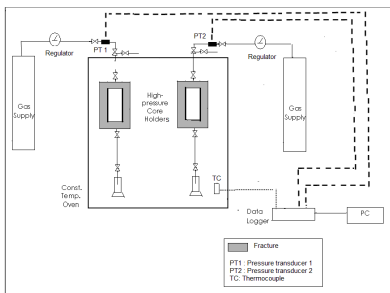 Regulator
PT 1
PT2
Regulator
Gas
Supply
High-
pressure
Core
Holders
Gas
Supply
Const.
Temp.
Oven
TC
Data
Logger
PC
Fracture
PT1 : Pressure transducer 1
PT2 : Pressure transducer 2
TC: Thermocouple